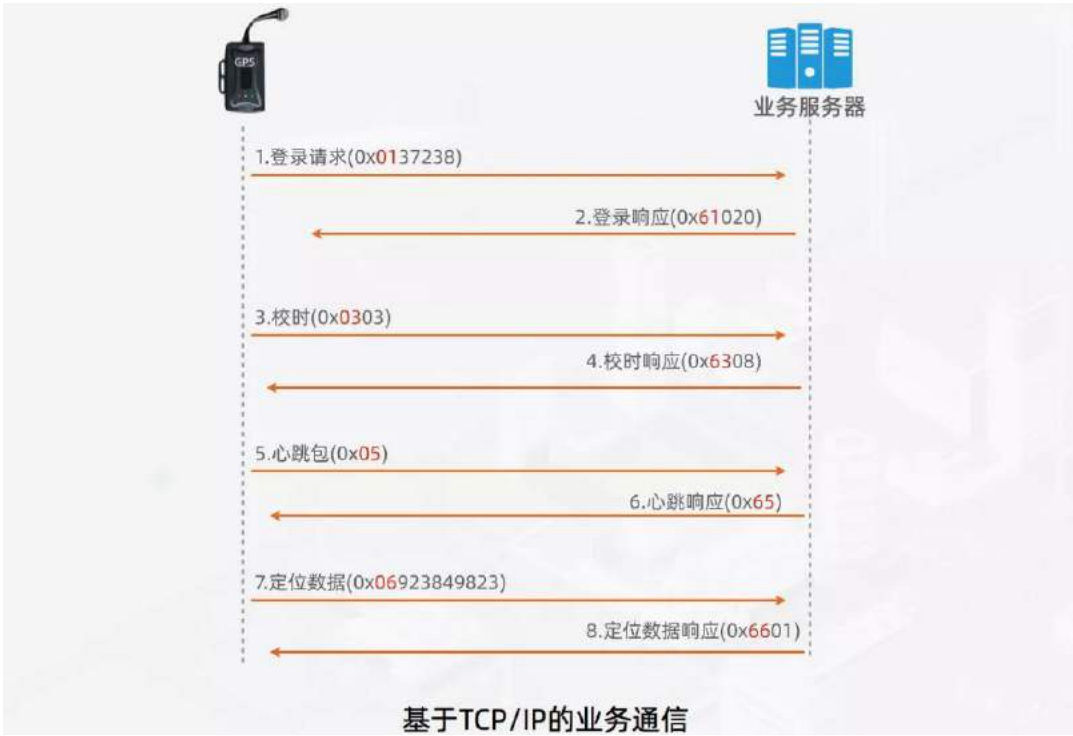 GPS
业务服务器
1.登录请求(0x0137238)
2.登录响应(0x61020)
3.校时(0x0303)
4.校时响应(0x6308)
5.心跳包(0x05)
6.心跳响应(0x65)
7.定位数据(0x06923849823)
8.定位数据响应(0x6601)
基于TCP/IP的业务通信